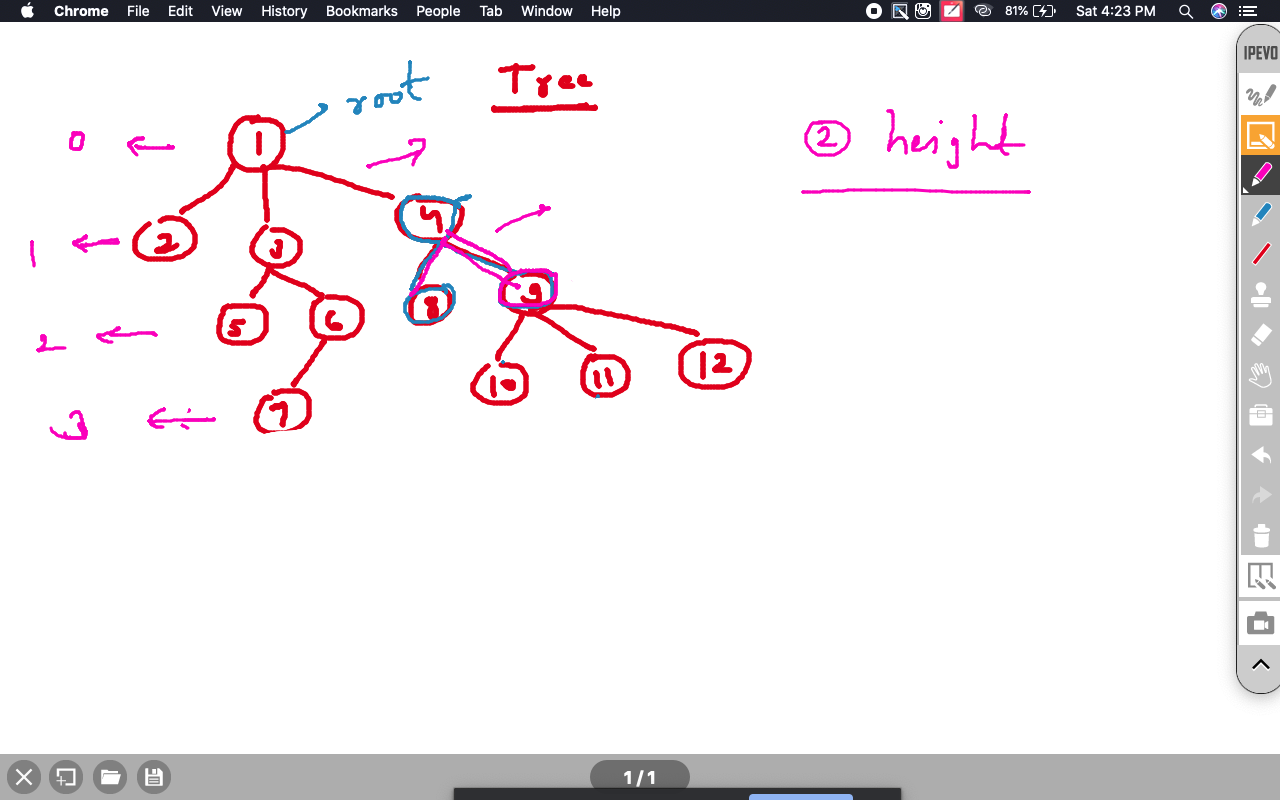 Chrome File Edit View History Bookmarks People Tab Window Help 81% Sat 4:23 PM
IPEVO
Tree
root
② height
0 1
1 2 3 4
2 5 6 8 9
3 7 10 11 12
1 / 1